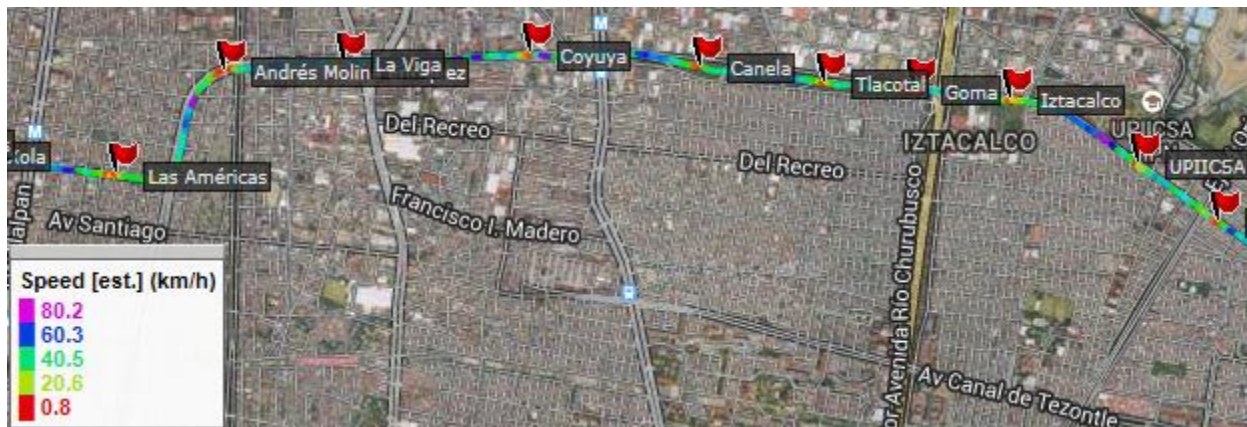 M
M
Xola
Las Américas
Andrés Molin
ez
La Viga
Coyuya
Canela
Tlacotal
Goma
Iztacalco
UPIICSA
UPIICSA
IZTACALCO
Del Recreo
Del Recreo
Francisco I. Madero
Av Santiago
alpan
or Avenida Río Churubusco
Av Canal de Tezontle
Speed [est.] (km/h)
80.2
60.3
40.5
20.6
0.8